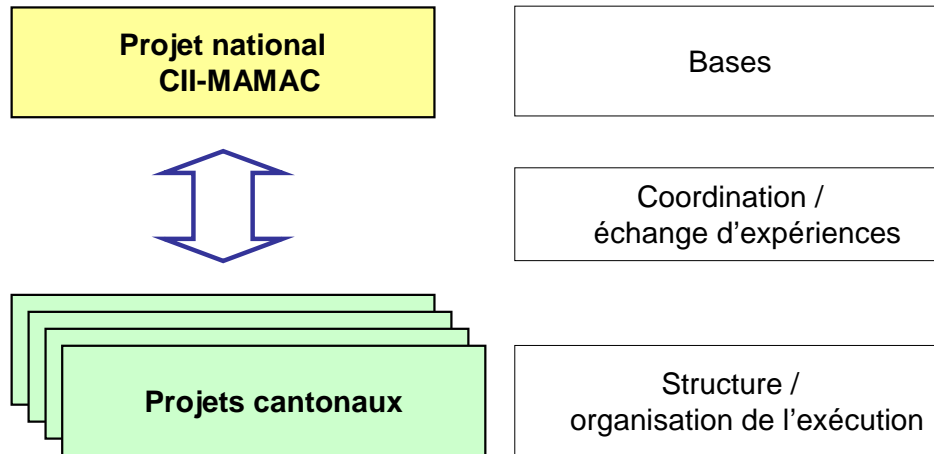 Projet national
CII-MAMAC
Bases
Coordination /
échange d'expériences
Projets cantonaux
Structure /
organisation de l'exécution